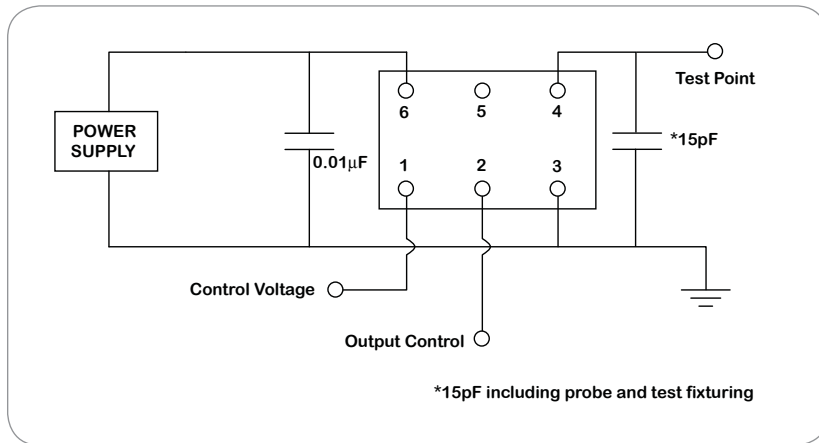 Test Point
6 5 4
POWER
SUPPLY
*15pF
0.01µF
1 2 3
Control Voltage
Output Control
*15pF including probe and test fixturing